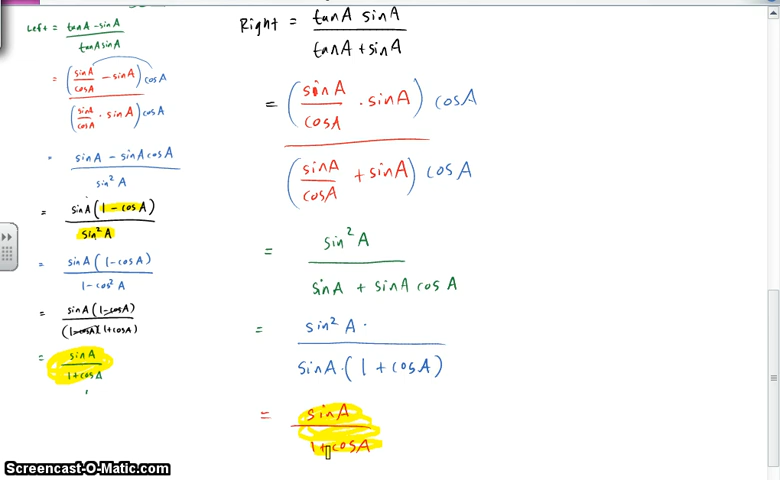 Left = tanA - sinA / tanA sinA
= (sinA/cosA - sinA) cosA / (sinA/cosA · sinA) cosA
= sinA - sinA cosA / sin²A
= sinA (1 - cosA) / sin²A
= sinA (1 - cosA) / 1 - cos²A
= sinA (1 - cosA) / (1 - cosA)(1 + cosA)
= sinA / 1 + cosA
Right = tanA sinA / tanA + sinA
= (sinA/cosA · sinA) cosA / (sinA/cosA + sinA) cosA
= sin²A / sinA + sinA cosA
= sin²A · / sinA · (1 + cosA)
= sinA / 1 + cosA
Screencast-O-Matic.com